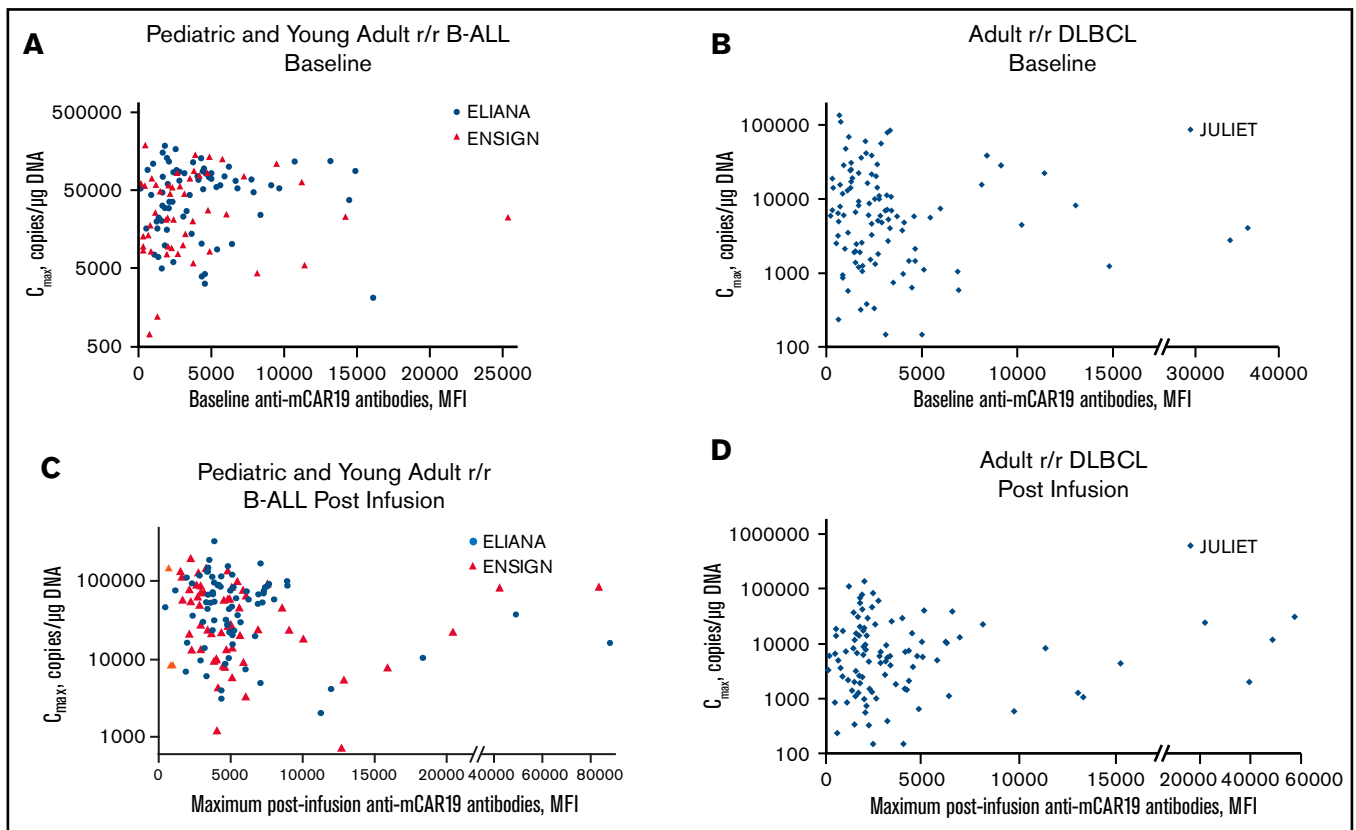 A
Pediatric and Young Adult r/r B-ALL
Baseline
500000
50000
5000
500
Cmax, copies/µg DNA
ELIANA
ENSIGN
0 5000 10000 15000 20000 25000
Baseline anti-mCAR19 antibodies, MFI
B
Adult r/r DLBCL
Baseline
100000
10000
1000
100
Cmax, copies/µg DNA
JULIET
0 5000 10000 15000 30000 40000
Baseline anti-mCAR19 antibodies, MFI
C
Pediatric and Young Adult r/r
B-ALL Post Infusion
100000
10000
1000
Cmax, copies/µg DNA
ELIANA
ENSIGN
0 5000 10000 15000 20000 40000 60000 80000
Maximum post-infusion anti-mCAR19 antibodies, MFI
D
Adult r/r DLBCL
Post Infusion
1000000
100000
10000
1000
100
Cmax, copies/µg DNA
JULIET
0 5000 10000 15000 20000 40000 60000
Maximum post-infusion anti-mCAR19 antibodies, MFI